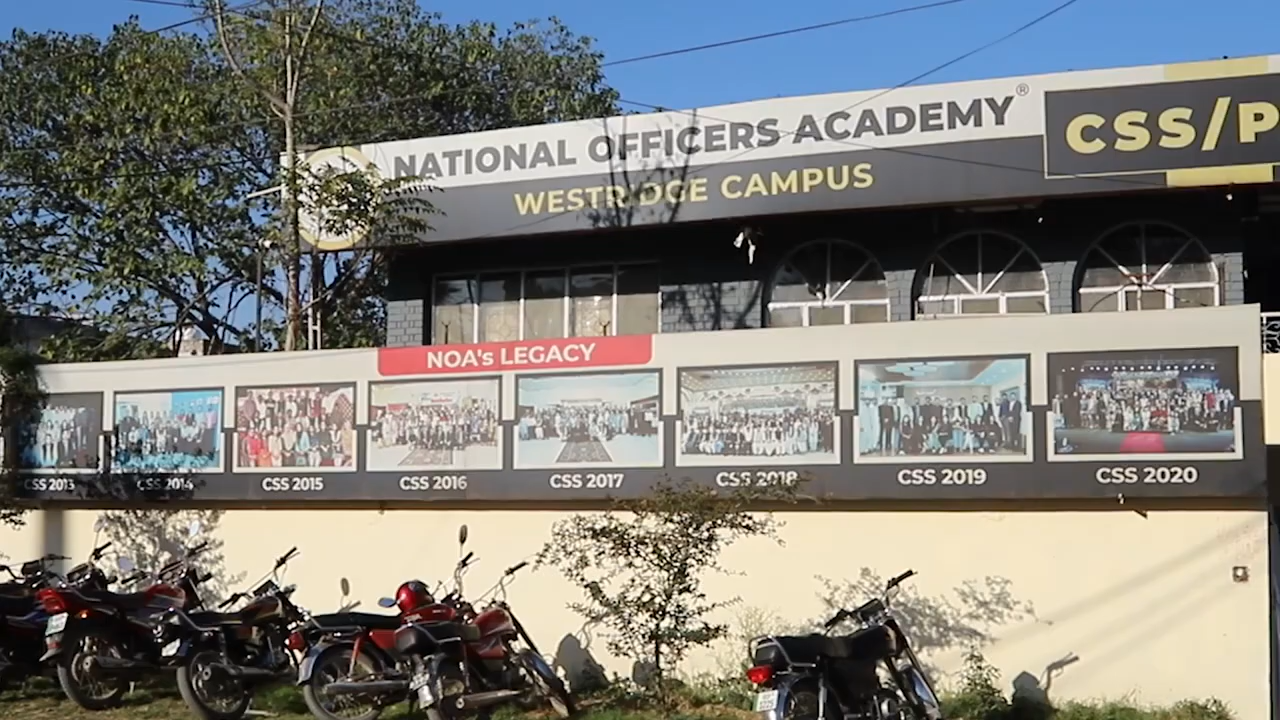 NATIONAL OFFICERS ACADEMY®
WESTRIDGE CAMPUS
CSS/P
NOA's LEGACY
CSS 2013
CSS 2014
CSS 2015
CSS 2016
CSS 2017
CSS 2018
CSS 2019
CSS 2020